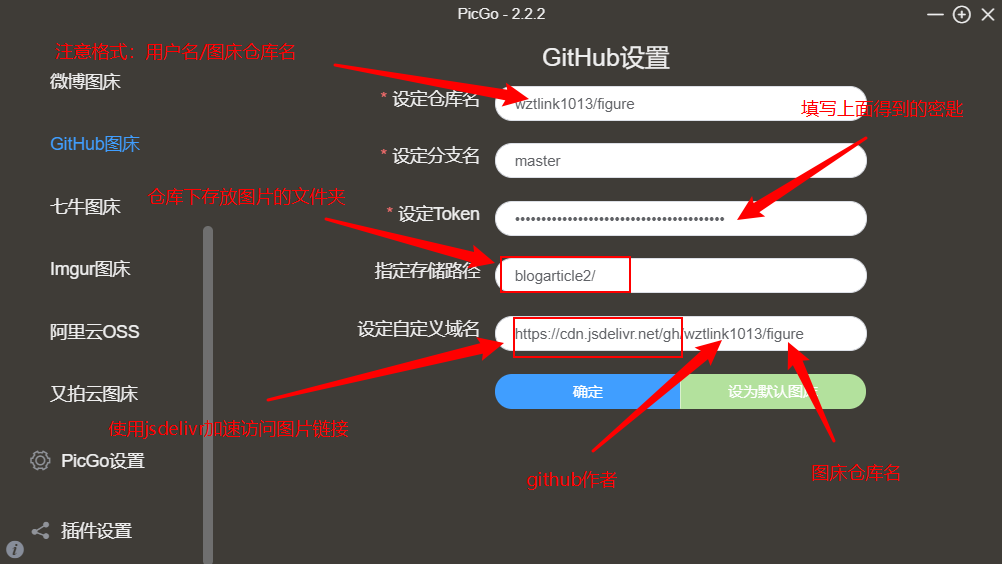 PicGo - 2.2.2
注意格式：用户名/图床仓库名
GitHub设置
微博图床
* 设定仓库名
wztlink1013/figure
填写上面得到的密匙
GitHub图床
* 设定分支名
master
仓库下存放图片的文件夹
七牛图床
* 设定Token
••••••••••••••••••••••••••••••••••••••••
Imgur图床
指定存储路径
blogarticle2/
阿里云OSS
设定自定义域名
https://cdn.jsdelivr.net/gh/wztlink1013/figure
又拍云图床
确定
设为默认图床
使用jsdelivr加速访问图片链接
PicGo设置
github作者
图床仓库名
插件设置